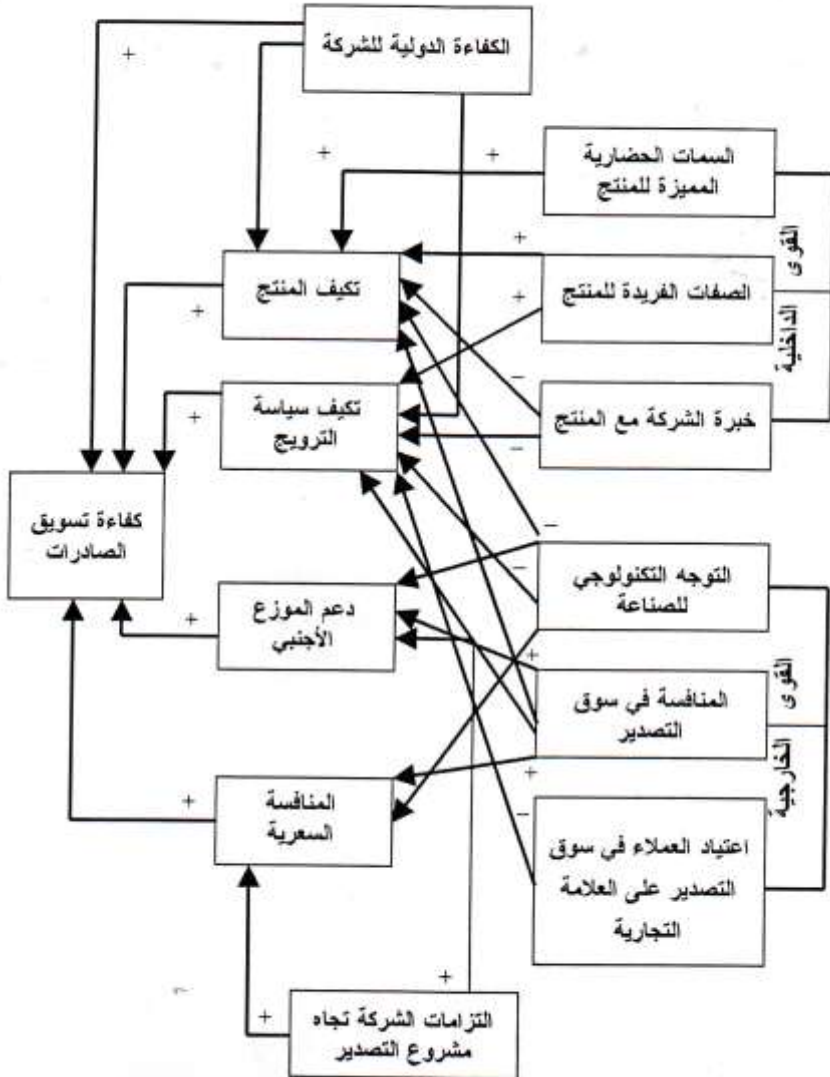 الكفاءة الدولية للشركة
السمات الحضارية
المميزة للمنتج
الصفات الفريدة للمنتج
خبرة الشركة مع المنتج
القوى
الداخلية
تكيف المنتج
تكيف سياسة
الترويج
كفاءة تسويق
الصادرات
دعم الموزع
الأجنبي
المنافسة
السعرية
التوجه التكنولوجي
للصناعة
المنافسة في سوق
التصدير
اعتياد العملاء في سوق
التصدير على العلامة
التجارية
القوى
الخارجية
التزامات الشركة تجاه
مشروع التصدير
+
+
+
+
+
+
+
+
+
+
+
+
+
−
−
−
−
−